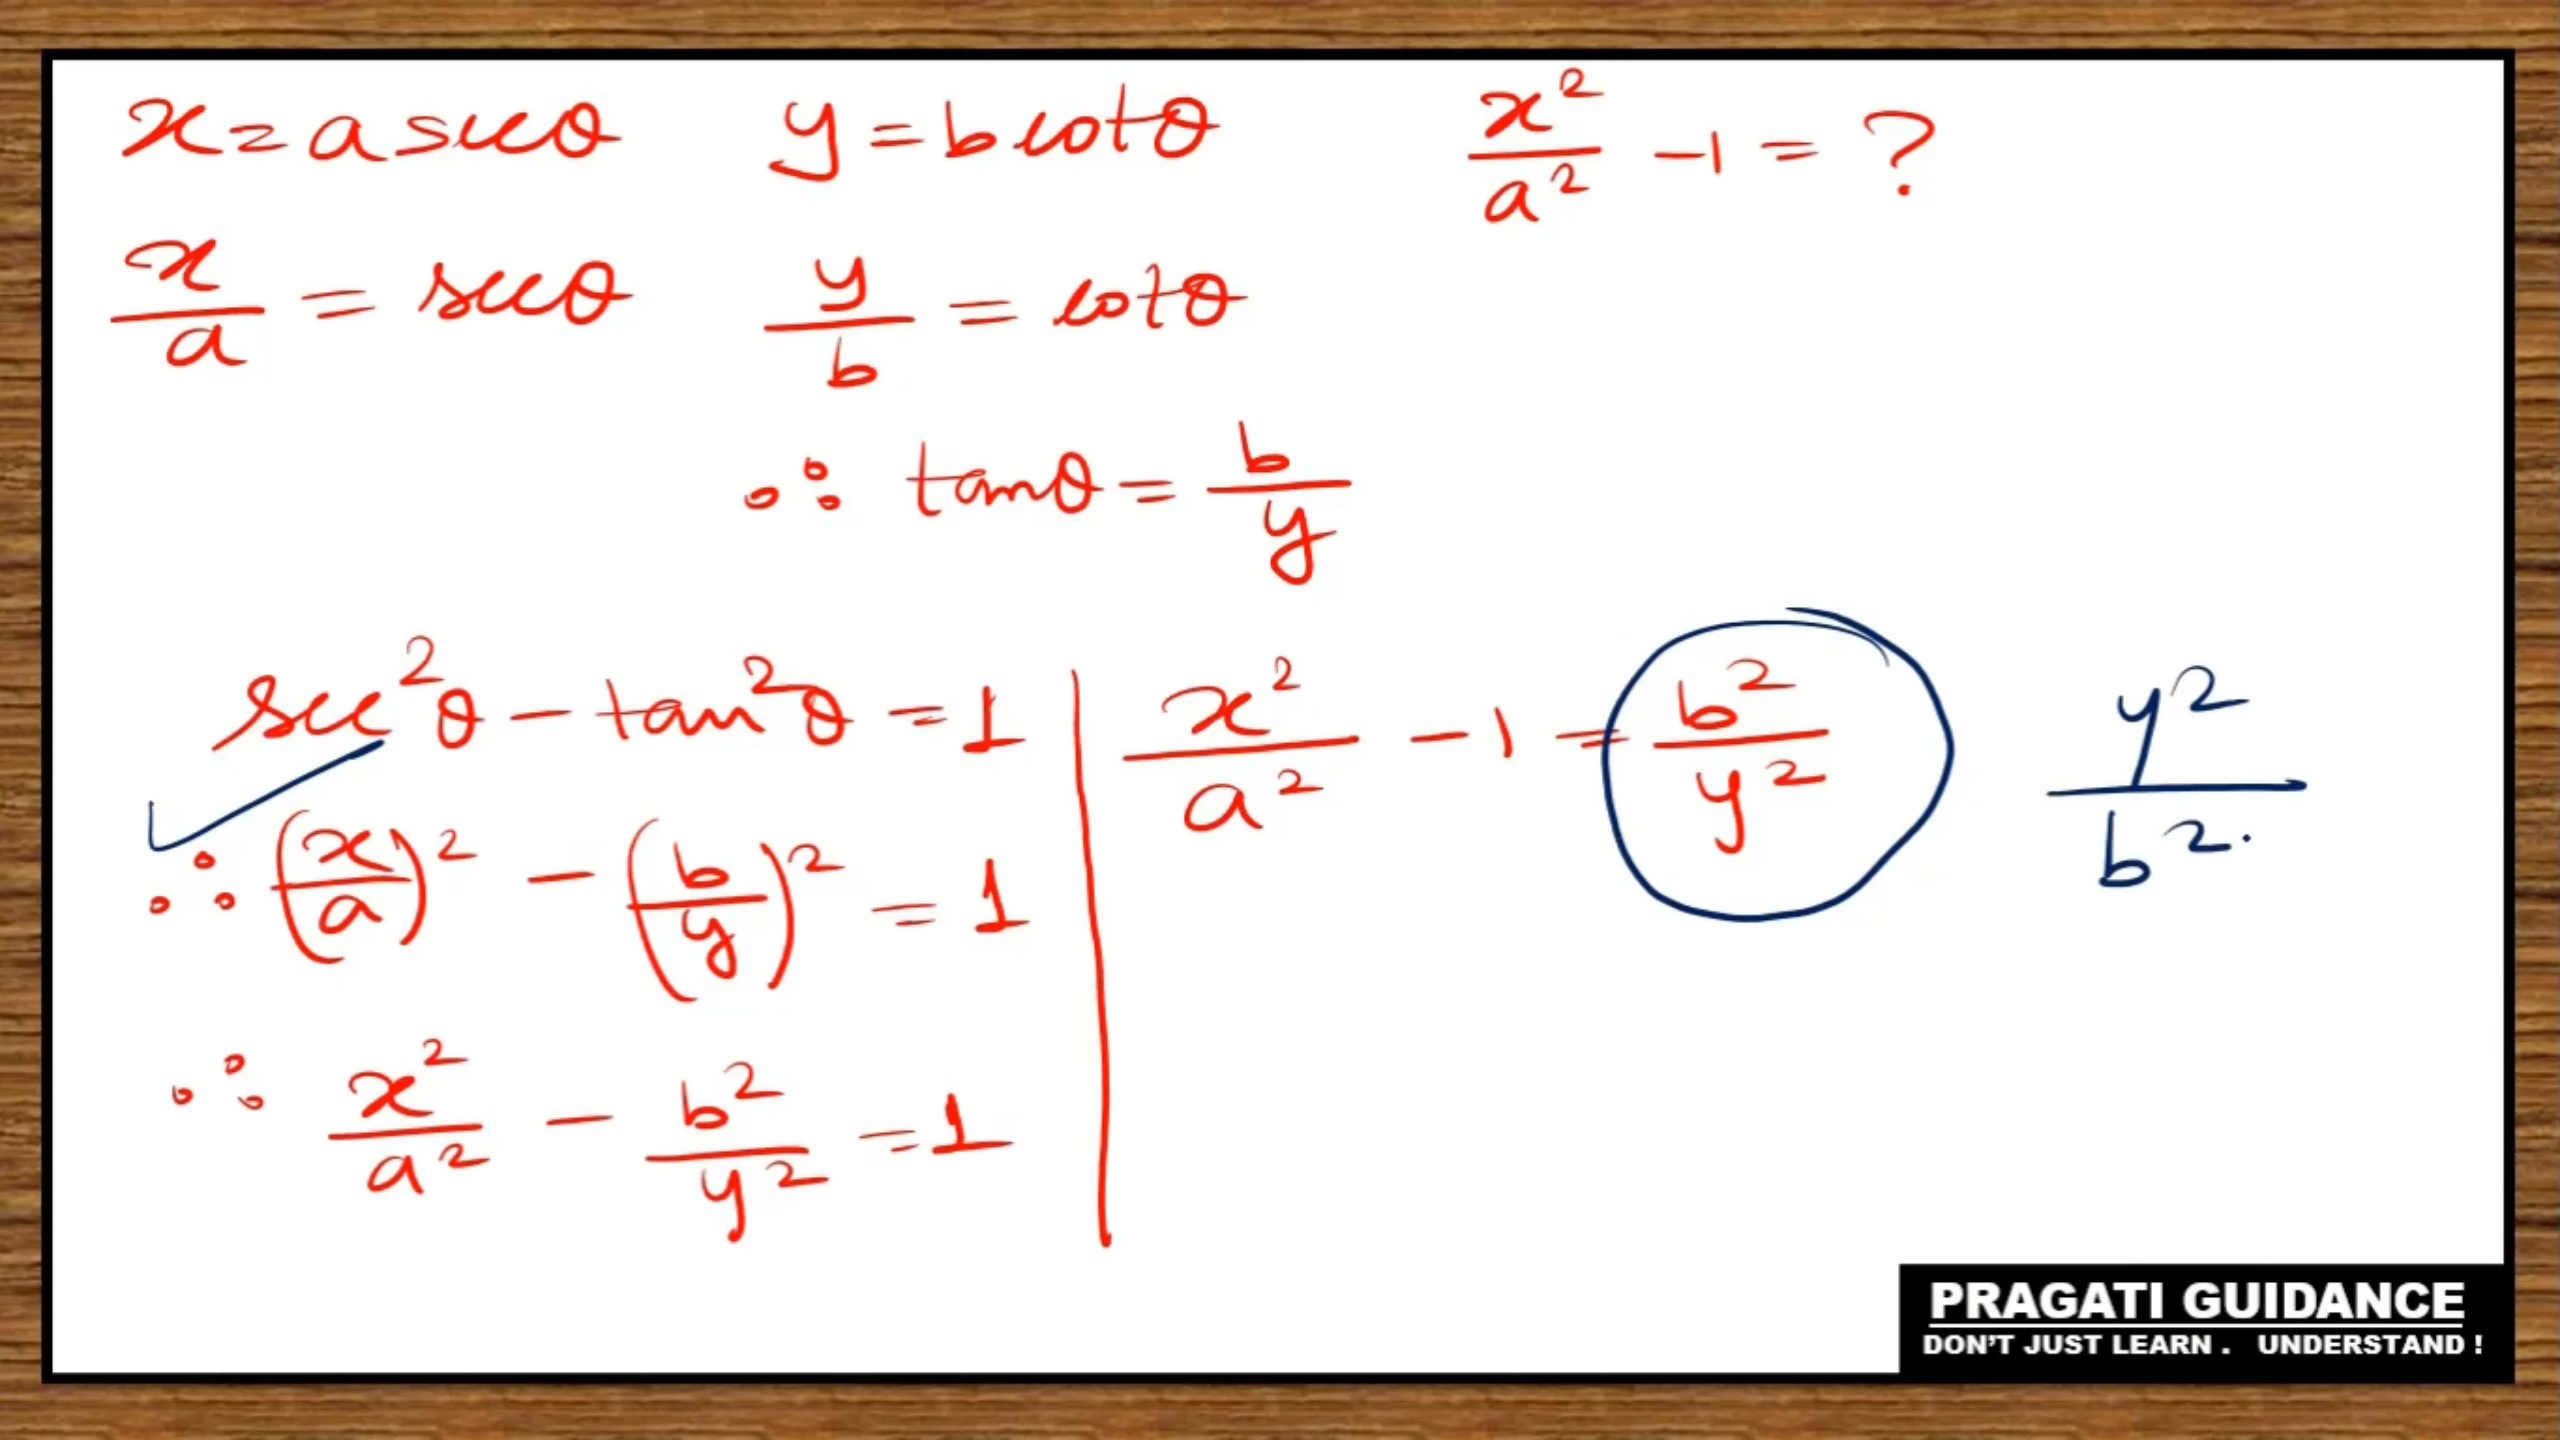 x = a secθ y = b cotθ x²/a² - 1 = ?
x/a = secθ y/b = cotθ
∴ tanθ = b/y
sec²θ - tan²θ = 1 x²/a² - 1 = b²/y² y²/b².
∴ (x/a)² - (b/y)² = 1
∴ x²/a² - b²/y² = 1
PRAGATI GUIDANCE
DON'T JUST LEARN . UNDERSTAND !